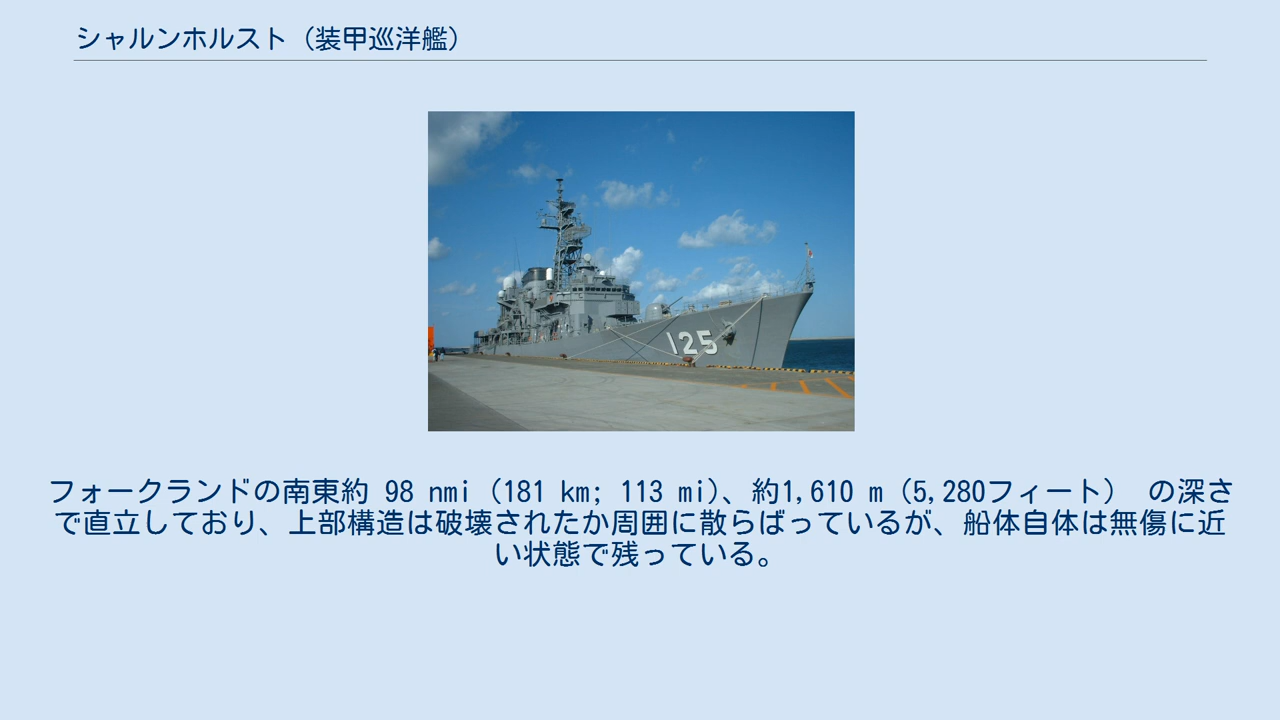 シャルンホルスト（装甲巡洋艦）
125
フォークランドの南東約 98 nmi (181 km; 113 mi)、約1,610 m (5,280フィート） の深さ
で直立しており、上部構造は破壊されたか周囲に散らばっているが、船体自体は無傷に近
い状態で残っている。